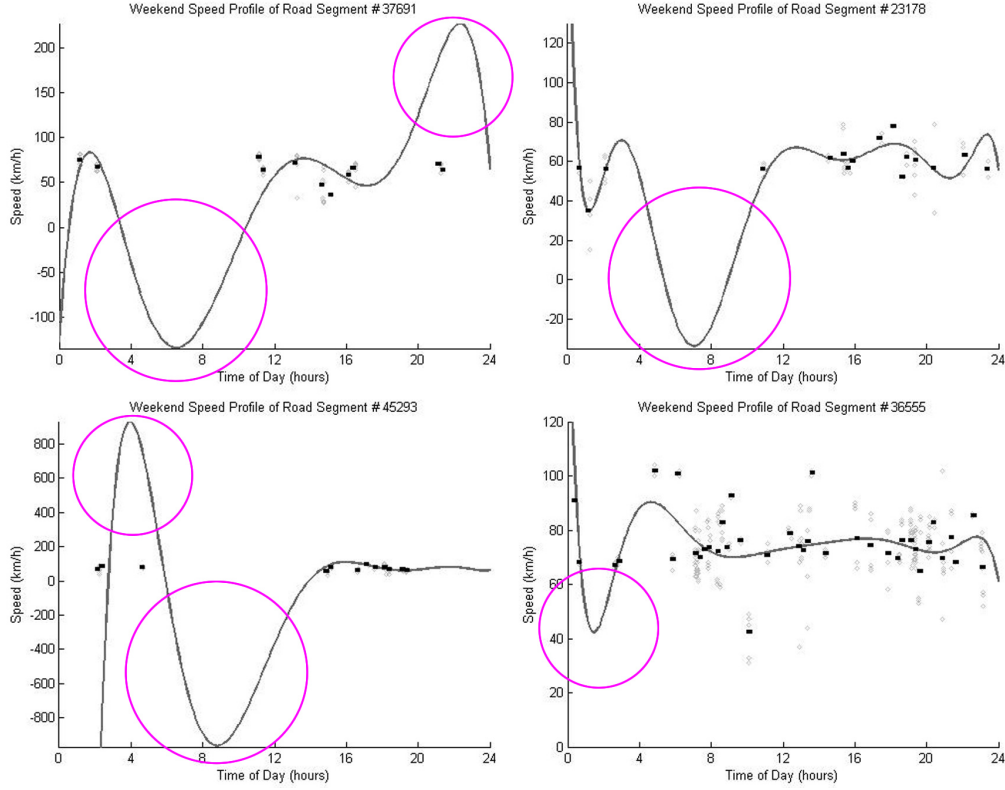 Weekend Speed Profile of Road Segment #37691
200
150
100
50
0
-50
-100
Speed (km/h)
0 4 8 12 16 20 24
Time of Day (hours)
Weekend Speed Profile of Road Segment #23178
120
100
80
60
40
20
0
-20
Speed (km/h)
0 4 8 12 16 20 24
Time of Day (hours)
Weekend Speed Profile of Road Segment #45293
800
600
400
200
0
-200
-400
-600
-800
Speed (km/h)
0 4 8 12 16 20 24
Time of Day (hours)
Weekend Speed Profile of Road Segment #36555
120
100
80
60
40
20
0
Speed (km/h)
0 4 8 12 16 20 24
Time of Day (hours)